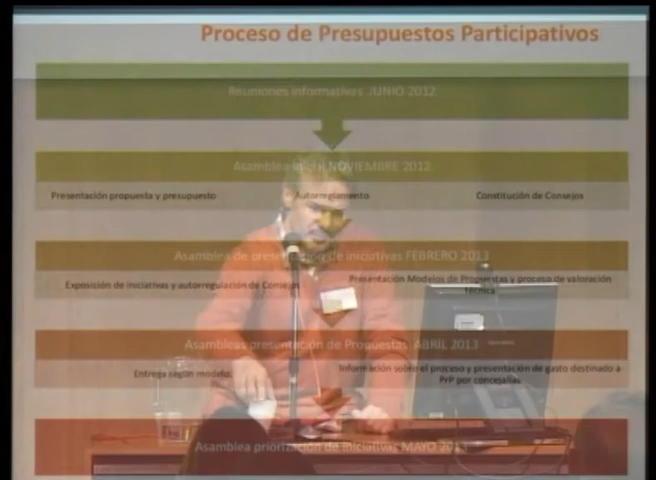 Proceso de Presupuestos Participativos
Reuniones informativas JUNIO 2012
Asamblea inicial NOVIEMBRE 2012
Presentación propuesta y presupuesto
Autorreglamento
Constitución de Consejos
Asamblea de presentación de iniciativas FEBRERO 2013
Exposición de iniciativas y autorregulación de Consejos
Presentación Modelos de Propuestas y proceso de valoración
Técnica
Asambleas presentación de Propuestas ABRIL 2013
Entrega según modelo.
Información sobre el proceso y presentación de gasto destinado a
PrP por concejalías
Asamblea priorización de iniciativas MAYO 2013